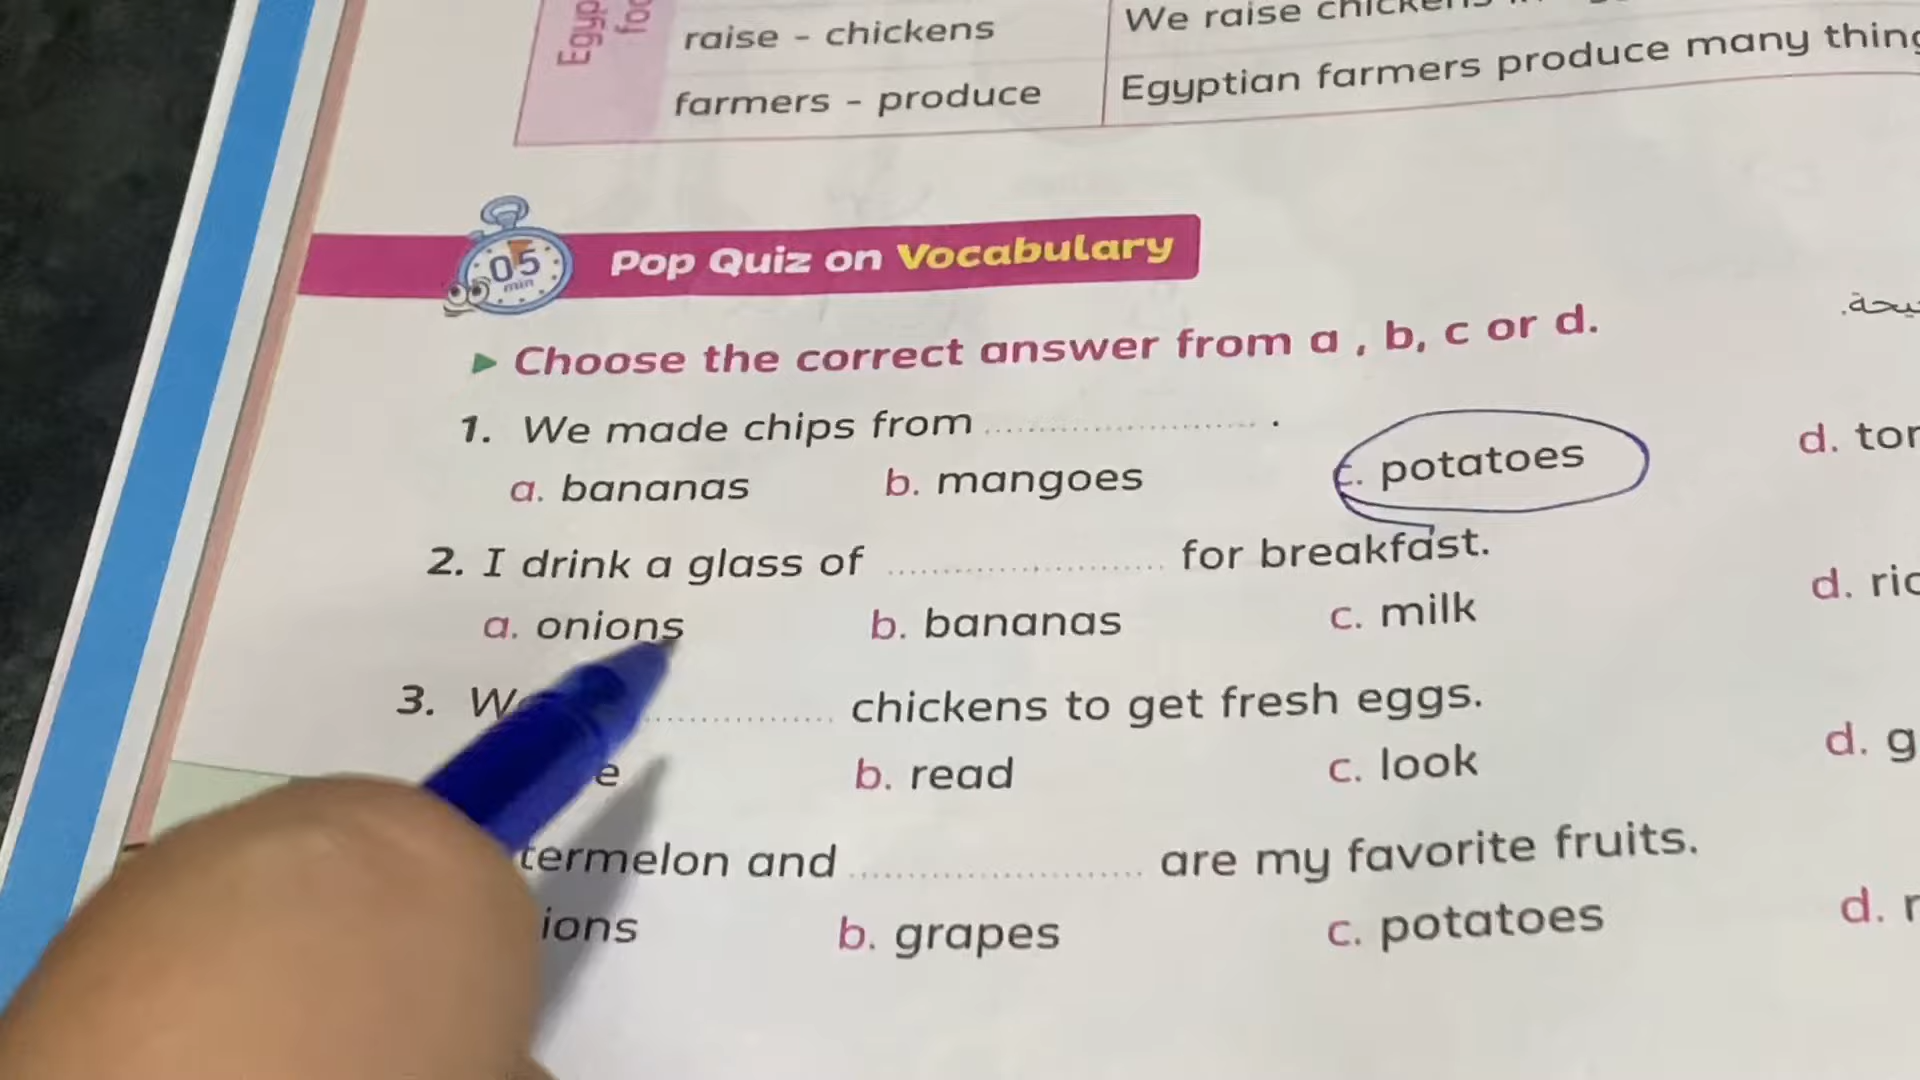 raise - chickens
We raise
farmers - produce
Egyptian farmers produce many
05
min
Pop Quiz on Vocabulary
Choose the correct answer from a , b, c or d.
1. We made chips from .
a. bananas b. mangoes c. potatoes d.
2. I drink a glass of for breakfast.
a. onions b. bananas c. milk d.
3. chickens to get fresh eggs.
b. read c. look d.
and are my favorite fruits.
b. grapes c. potatoes d.